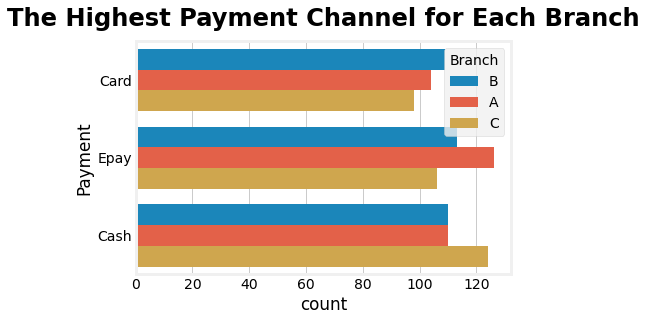 The Highest Payment Channel for Each Branch
Branch
B
A
C
Card
Epay
Cash
Payment
0 20 40 60 80 100 120
count